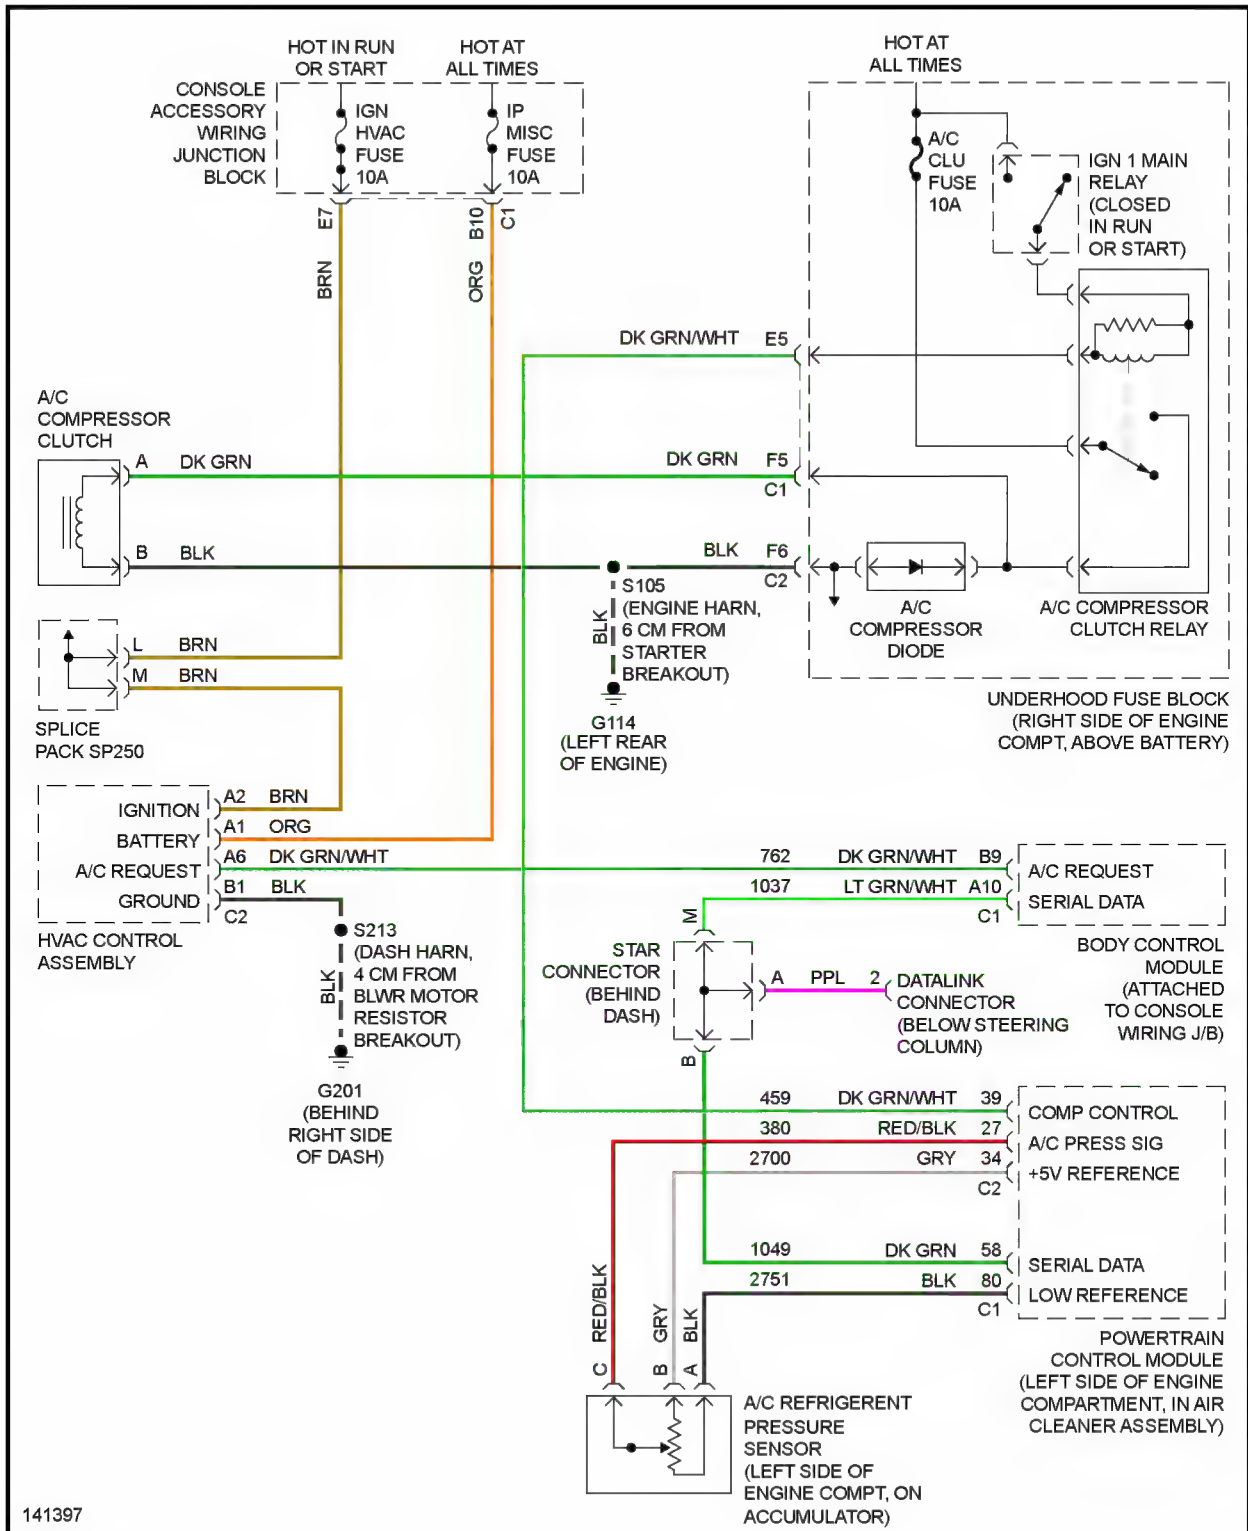 HOT IN RUN
OR START
HOT AT
ALL TIMES
HOT AT
ALL TIMES
CONSOLE
ACCESSORY
WIRING
JUNCTION
BLOCK
IGN
HVAC
FUSE
10A
IP
MISC
FUSE
10A
A/C
CLU
FUSE
10A
IGN 1 MAIN
RELAY
(CLOSED
IN RUN
OR START)
E7
B10
C1
BRN
ORG
DK GRN/WHT E5
A/C
COMPRESSOR
CLUTCH
A DK GRN
DK GRN F5
C1
B BLK
BLK F6
C2
S105
(ENGINE HARN,
6 CM FROM
STARTER
BREAKOUT)
BLK
G114
(LEFT REAR
OF ENGINE)
A/C
COMPRESSOR
DIODE
A/C COMPRESSOR
CLUTCH RELAY
UNDERHOOD FUSE BLOCK
(RIGHT SIDE OF ENGINE
COMPT, ABOVE BATTERY)
L BRN
M BRN
SPLICE
PACK SP250
IGNITION A2 BRN
BATTERY A1 ORG
A/C REQUEST A6 DK GRN/WHT
GROUND B1 BLK
C2
HVAC CONTROL
ASSEMBLY
S213
(DASH HARN,
4 CM FROM
BLWR MOTOR
RESISTOR
BREAKOUT)
BLK
G201
(BEHIND
RIGHT SIDE
OF DASH)
762 DK GRN/WHT B9 A/C REQUEST
1037 LT GRN/WHT A10 SERIAL DATA
C1
M
BODY CONTROL
MODULE
(ATTACHED
TO CONSOLE
WIRING J/B)
STAR
CONNECTOR
(BEHIND
DASH)
A PPL 2
DATALINK
CONNECTOR
(BELOW STEERING
COLUMN)
B
459 DK GRN/WHT 39 COMP CONTROL
380 RED/BLK 27 A/C PRESS SIG
2700 GRY 34 +5V REFERENCE
C2
1049 DK GRN 58 SERIAL DATA
2751 BLK 80 LOW REFERENCE
C1
POWERTRAIN
CONTROL MODULE
(LEFT SIDE OF ENGINE
COMPARTMENT, IN AIR
CLEANER ASSEMBLY)
RED/BLK
GRY
BLK
C
B
A
A/C REFRIGERENT
PRESSURE
SENSOR
(LEFT SIDE OF
ENGINE COMPT, ON
ACCUMULATOR)
141397